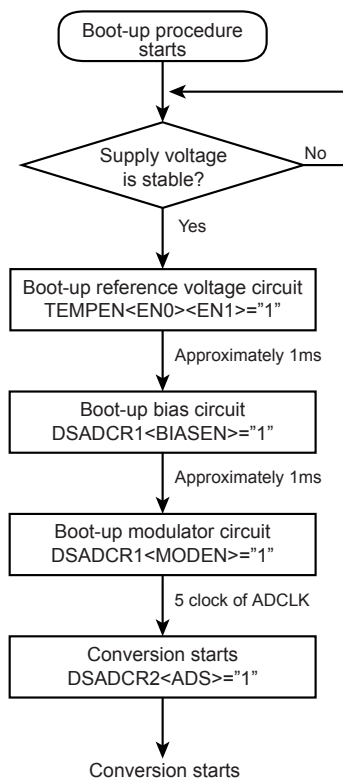 Boot-up procedure
starts
Supply voltage
is stable?
No
Yes
Boot-up reference voltage circuit
TEMPEN<EN0><EN1>=”1”
Approximately 1ms
Boot-up bias circuit
DSADCR1<BIASEN>=”1”
Approximately 1ms
Boot-up modulator circuit
DSADCR1<MODEN>=”1”
5 clock of ADCLK
Conversion starts
DSADCR2<ADS>=”1”
Conversion starts